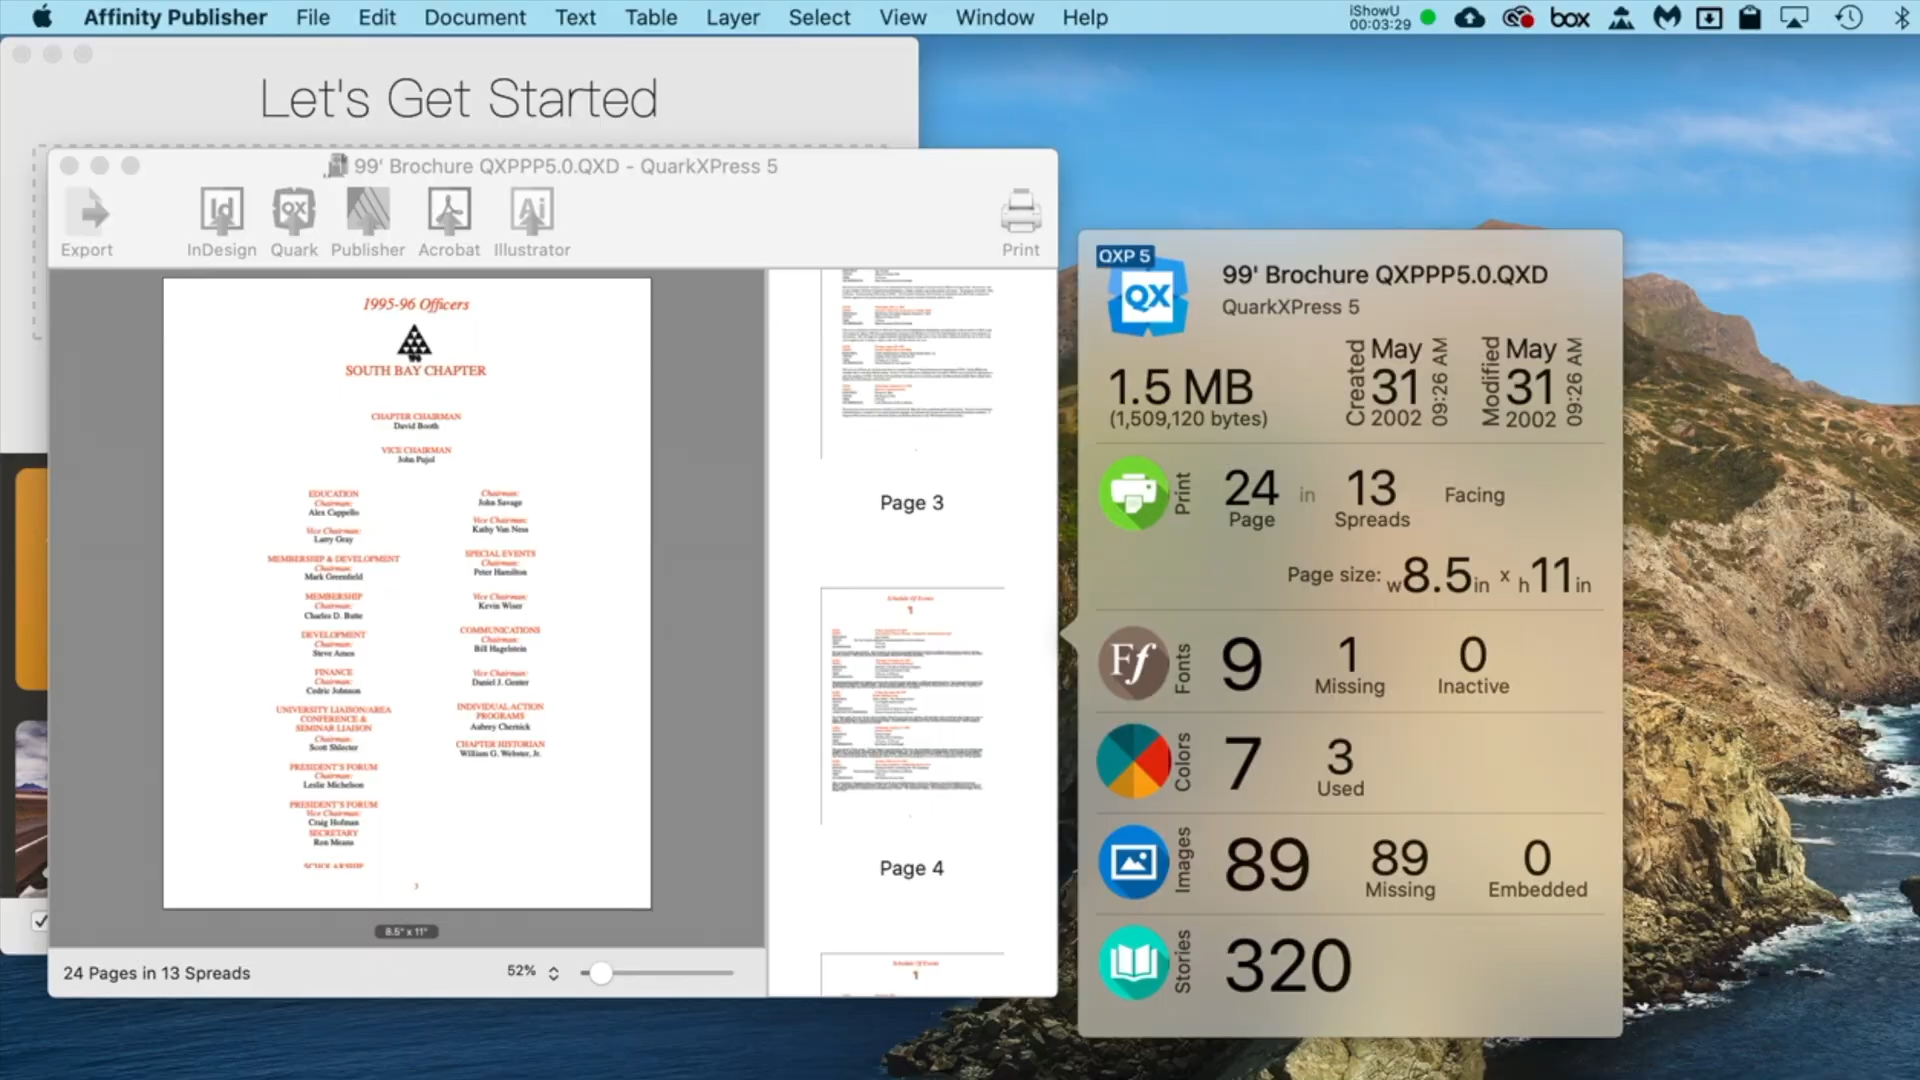 Affinity Publisher File Edit Document Text Table Layer Select View Window Help
iShowU
00:03:29
box
Let's Get Started
99' Brochure QXPPP5.0.QXD - QuarkXPress 5
Export
InDesign
Quark
Publisher
Acrobat
Illustrator
Print
1995-96 Officers
SOUTH BAY CHAPTER
CHAPTER CHAIRMAN
David Booth
VICE CHAIRMAN
John Pujol
EDUCATION
Chairman:
Alex Cappello
Vice Chairman:
Larry Gray
MEMBERSHIP & DEVELOPMENT
Chairman:
Mark Greenfield
MEMBERSHIP
Chairman:
Charles D. Butte
DEVELOPMENT
Chairman:
Steve Amos
FINANCE
Chairman:
Cedric Johnson
UNIVERSITY LIAISON/AREA
CONFERENCE &
SEMINAR LIAISON
Chairman:
Scott Shlecter
PRESIDENT'S FORUM
Leslie Michelson
PRESIDENT'S FORUM
Vice Chairman:
Craig Hofman
SECRETARY
Ron Means
SCHOLARSHIP
Chairman:
John Savage
Vice Chairman:
Kathy Van Ness
SPECIAL EVENTS
Chairman:
Peter Hamilton
Vice Chairman:
Kevin Wiser
COMMUNICATIONS
Chairman:
Bill Hagelstein
Vice Chairman:
Daniel J. Genter
INDIVIDUAL ACTION
PROGRAMS
Aubrey Chernick
CHAPTER HISTORIAN
William G. Webster, Jr.
3
8.5" x 11"
24 Pages in 13 Spreads
52%
Page 3
Schedule Of Events
Page 4
Schedule Of Events
QXP 5
QX
99' Brochure QXPPP5.0.QXD
QuarkXPress 5
1.5 MB
(1,509,120 bytes)
Created
May
31
2002
09:26 AM
Modified
May
31
2002
09:26 AM
Print
24 in 13 Facing
Page Spreads
Page size: w8.5in x h11in
Ff
Fonts
9 1 0
Missing Inactive
Colors
7 3
Used
Images
89 89 0
Missing Embedded
Stories
320